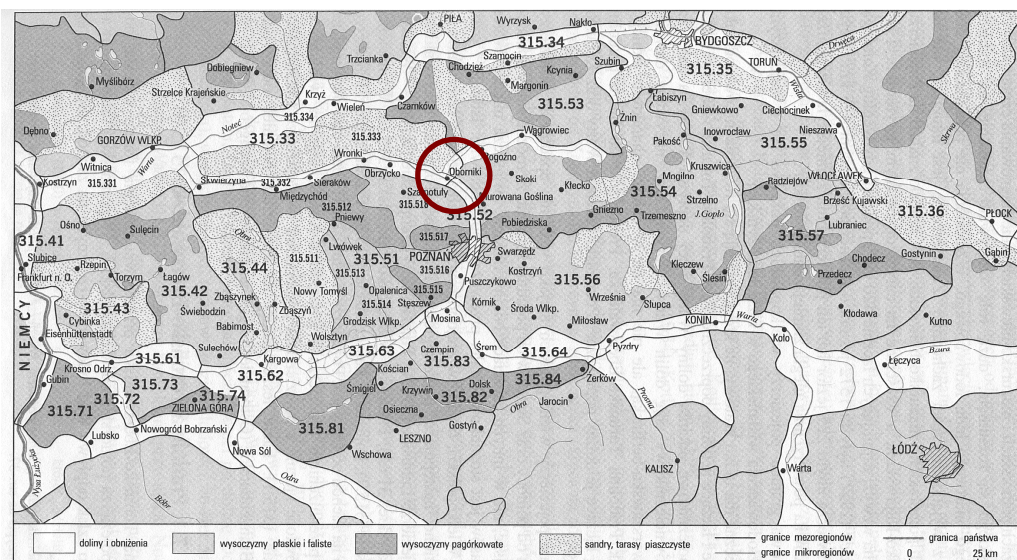 PIŁA
Wyrzysk
Nakło
315.34
BYDGOSZCZ
Drwęca
Trzcianka
Szamocin
Chodzież
Szubin
TORUŃ
315.35
Dobiegniew
Kcynia
Myślibórz
Margonin
Wisła
Strzelce Krajeńskie
Krzyż
Wieleń
Czarnków
315.53
Łabiszyn
Gniewkowo
Ciechocinek
315.334
Noteć
Żnin
Dębno
315.33
315.333
Wągrowiec
Inowrocław
Nieszawa
Skrwa
GORZÓW WLKP.
Pakość
315.55
Warta
Wronki
Rogoźno
Kruszwica
Witnica
Obrzycko
Oborniki
Skoki
Mogilno
WŁOCŁAWEK
Kostrzyn
315.331
Skwierzyna
315.332
Sieraków
Szamotuły
Kłecko
315.54
Radziejów
Międzychód
315.518
Murowana Goślina
Strzelno
Brześć Kujawski
315.512
315.52
Gniezno
Trzemeszno
J.Gopło
315.36
PŁOCK
Ośno
Sulęcin
Pniewy
Pobiedziska
Lubraniec
315.41
Obra
Lwówek
315.517
315.57
Słubice
315.51
POZNAŃ
Swarzędz
Gostynin
Rzepin
Łagów
315.44
315.511
Chodecz
Gąbin
Frankfurt n. O.
Torzym
315.513
315.516
Kostrzyń
Kleczew
Ślesin
Przedecz
315.42
Zbąszynek
Nowy Tomyśl
Opalenica
315.515
Puszczykowo
315.56
315.43
Świebodzin
Zbąszyń
315.514
Stęszew
Kórnik
Środa Wlkp.
Września
Słupca
Kłodawa
Cybinka
Babimost
Grodzisk Wlkp.
Mosina
Miłosław
KONIN
Warta
Kutno
Eisenhüttenstadt
Wolsztyn
Koło
NIEMCY
Sulechów
315.63
Czempin
Śrem
315.64
Pyzdry
315.61
Kargowa
315.83
Bzura
Krosno Odrz.
315.62
Kościan
Łęczyca
Gubin
315.73
Śmigiel
Dolsk
315.84
Żerków
315.72
315.74
Krzywin
315.82
Prosna
315.71
ZIELONA GÓRA
Osieczna
Obra
Jarocin
Nowogród Bobrzański
315.81
Gostyń
Lubsko
LESZNO
Nowa Sól
Wschowa
ŁÓDŹ
Nysa Łużycka
Odra
KALISZ
Warta
Bóbr
doliny i obniżenia
wysoczyzny płaskie i faliste
wysoczyzny pagórkowate
sandry, tarasy piaszczyste
granice mezoregionów
granice mikroregionów
granica państwa
0 25 km